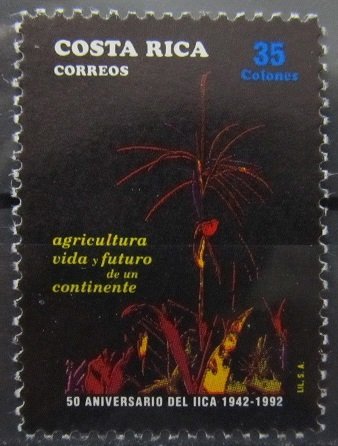 COSTA RICA
CORREOS
35
Colones
agricultura
vida y futuro
de un
continente
LIL, S. A.
50 ANIVERSARIO DEL IICA 1942-1992